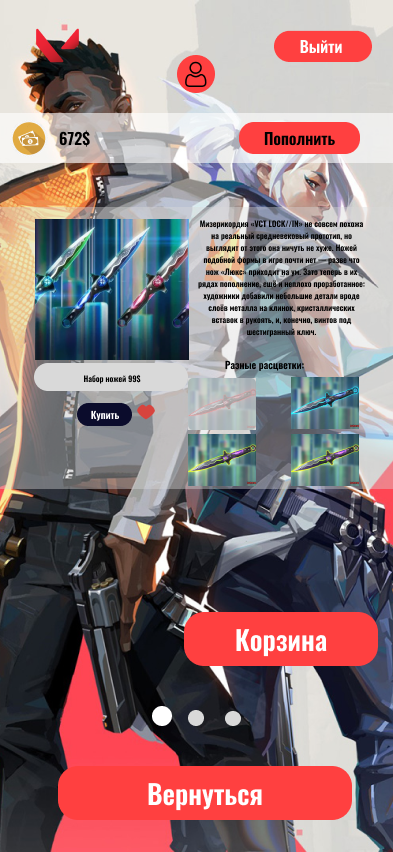 Выйти
672$
Пополнить
Мизерикордия «VCT LOCK//IN» не совсем похожа
на реальный средневековый прототип, но
выглядит от этого она ничуть не хуже. Ножей
подобной формы в игре почти нет — разве что
нож «Люкс» приходит на ум. Зато теперь в их
рядах пополнение, ещё и неплохо проработанное:
художники добавили небольшие детали вроде
слоёв металла на клинок, кристаллических
вставок в рукоять, и, конечно, винтов под
шестигранный ключ.
Разные расцветки:
Набор ножей 99$
Купить
Корзина
Вернуться